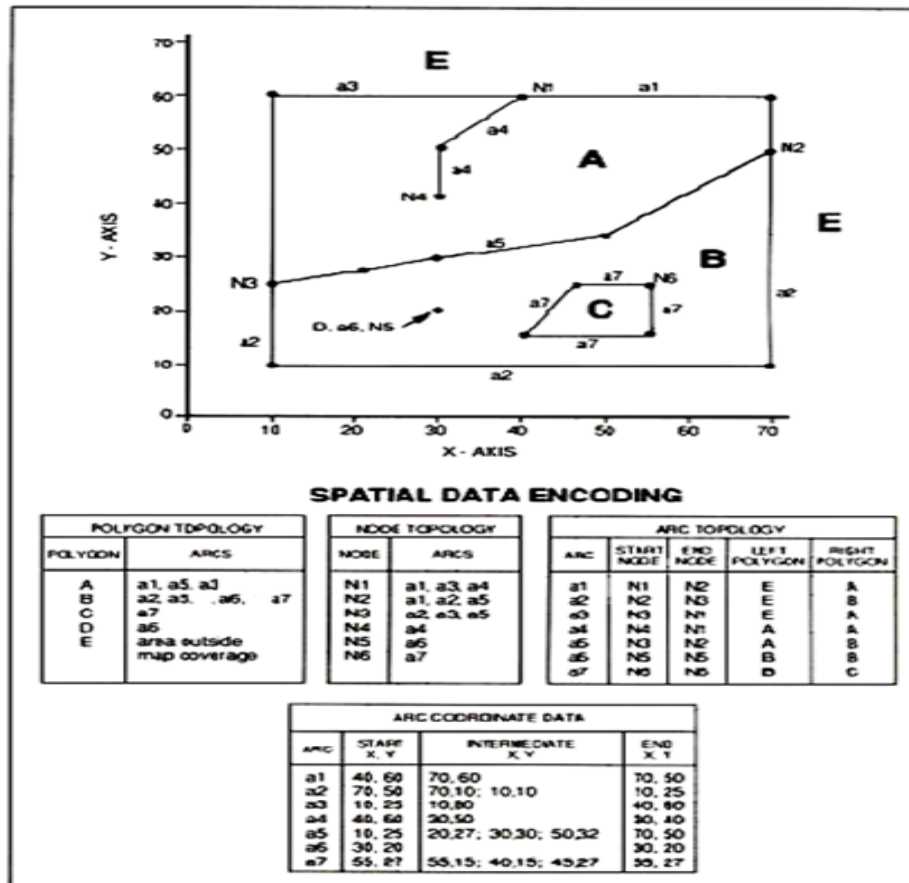 70
60
50
40
30
20
10
0
Y - AXIS
E
a3
N1
a1
a4
a4
N4
A
N2
E
a5
N3
B
a7
N6
a7
C
a7
a7
D, a6, N5
a2
a2
a2
10 20 30 40 50 60 70
X - AXIS
SPATIAL DATA ENCODING
POLYGON TOPOLOGY
POLYGON ARCS
A a1, a5, a3
B a2, a5, a6, a7
C a7
D a6
E area outside
map coverage
NODE TOPOLOGY
NODE ARCS
N1 a1, a3, a4
N2 a1, a2, a5
N3 a2, a3, a5
N4 a4
N5 a6
N6 a7
ARC TOPOLOGY
ARC START NODE END NODE LEFT POLYGON RIGHT POLYGON
a1 N1 N2 E A
a2 N2 N3 E B
a3 N3 N1 E A
a4 N4 N1 A A
a5 N3 N2 A B
a6 N5 N5 B B
a7 N6 N6 B C
ARC COORDINATE DATA
ARC START X, Y INTERMEDIATE X, Y END X, Y
a1 40, 60 70, 60 70, 50
a2 70, 50 70,10; 10,10 10, 25
a3 10, 25 10,60 40, 60
a4 40, 60 30,50 30, 40
a5 10, 25 20,27; 30,30; 50,32 70, 50
a6 30, 20 30, 20
a7 55, 27 55,15; 40,15; 45,27 55, 27